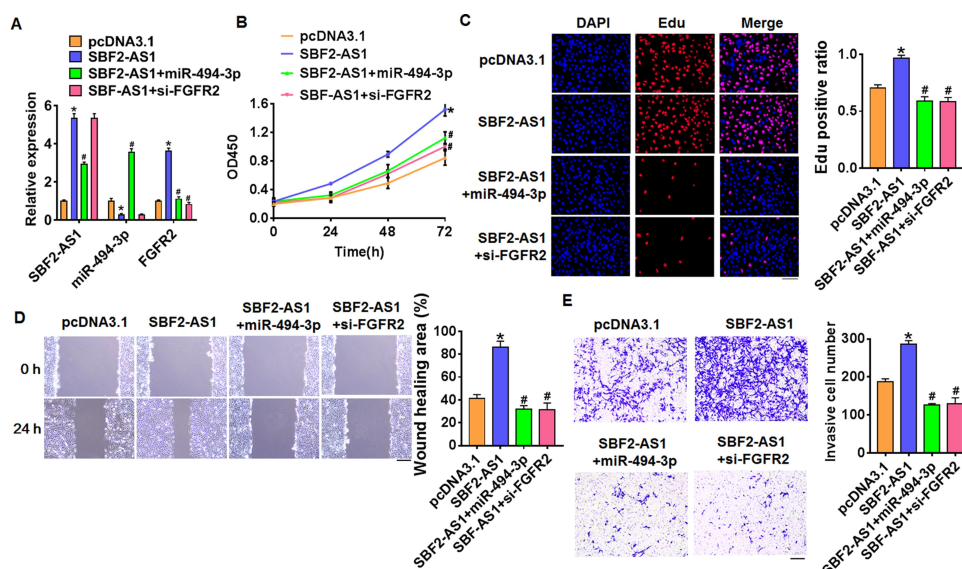 A
pcDNA3.1
SBF2-AS1
SBF2-AS1+miR-494-3p
SBF-AS1+si-FGFR2
Relative expression
8
6
4
2
0
*
#
*
#
*
#
#
SBF2-AS1
miR-494-3p
FGFR2
B
pcDNA3.1
SBF2-AS1
SBF2-AS1+miR-494-3p
SBF-AS1+si-FGFR2
OD450
1.6
1.2
0.8
0.4
0.0
*
#
#
0 24 48 72
Time(h)
C
DAPI Edu Merge
pcDNA3.1
SBF2-AS1
SBF2-AS1
+miR-494-3p
SBF2-AS1
+si-FGFR2
Edu positive ratio
1.5
1.0
0.5
0.0
*
#
#
pcDNA3.1
SBF2-AS1
SBF2-AS1+miR-494-3p
SBF-AS1+si-FGFR2
D
pcDNA3.1
SBF2-AS1
SBF2-AS1
+miR-494-3p
SBF2-AS1
+si-FGFR2
0 h
24 h
Wound healing area (%)
100
80
60
40
20
0
*
#
#
pcDNA3.1
SBF2-AS1
SBF2-AS1+miR-494-3p
SBF-AS1+si-FGFR2
E
pcDNA3.1
SBF2-AS1
SBF2-AS1
+miR-494-3p
SBF2-AS1
+si-FGFR2
Invasive cell number
300
200
100
0
*
#
#
pcDNA3.1
SBF2-AS1
SBF2-AS1+miR-494-3p
SBF-AS1+si-FGFR2